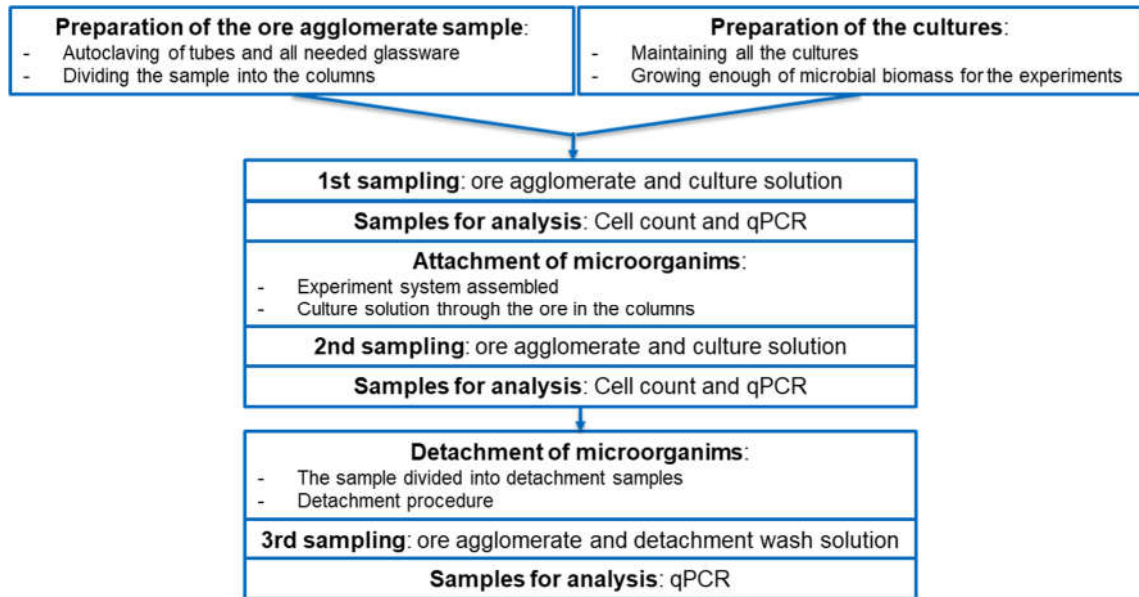 Preparation of the ore agglomerate sample:
- Autoclaving of tubes and all needed glassware
- Dividing the sample into the columns
Preparation of the cultures:
- Maintaining all the cultures
- Growing enough of microbial biomass for the experiments
1st sampling: ore agglomerate and culture solution
Samples for analysis: Cell count and qPCR
Attachment of microorganims:
- Experiment system assembled
- Culture solution through the ore in the columns
2nd sampling: ore agglomerate and culture solution
Samples for analysis: Cell count and qPCR
Detachment of microorganims:
- The sample divided into detachment samples
- Detachment procedure
3rd sampling: ore agglomerate and detachment wash solution
Samples for analysis: qPCR